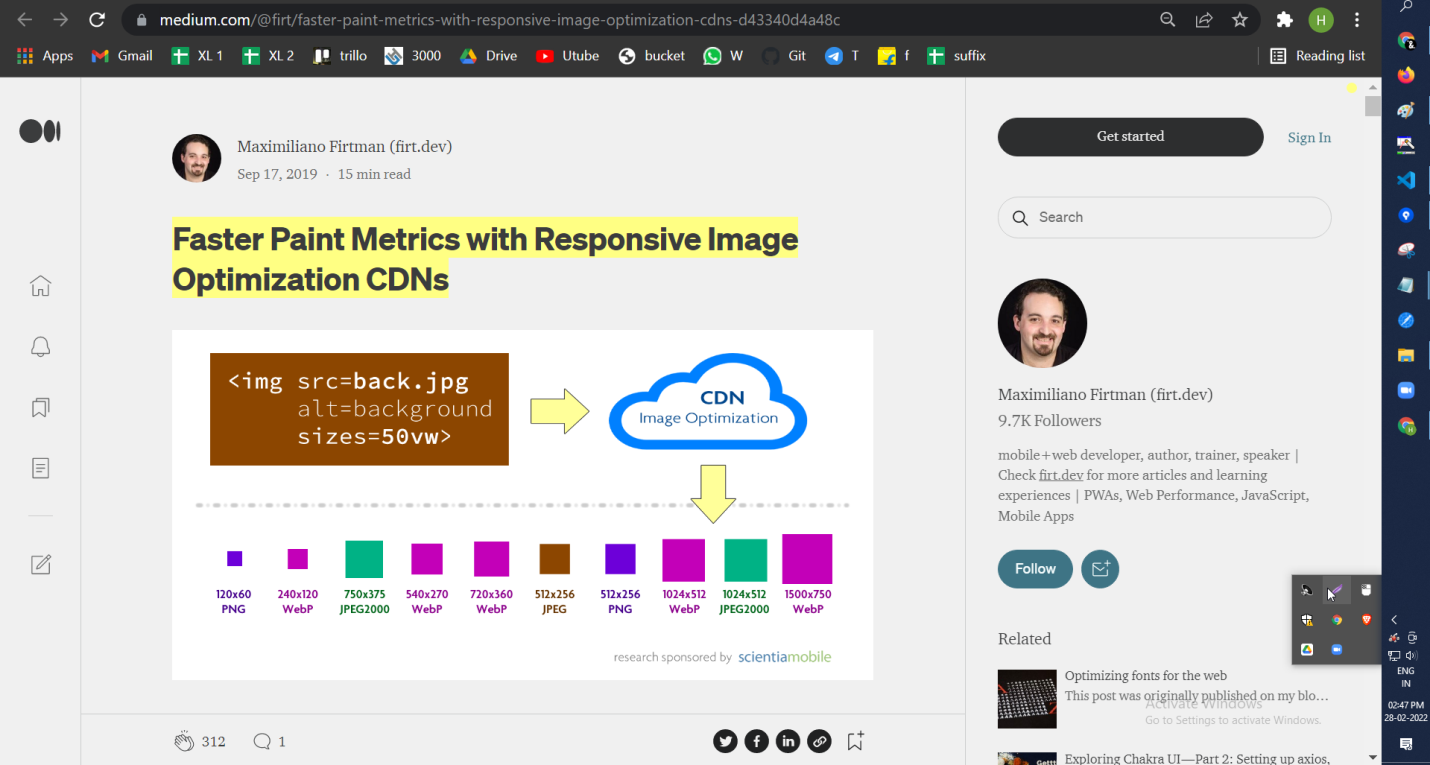 medium.com/@firt/faster-paint-metrics-with-responsive-image-optimization-cdns-d43340d4a48c
H
Apps Gmail XL 1 XL 2 trillo 3000 Drive Utube bucket W Git T f suffix Reading list
Maximiliano Firtman (firt.dev)
Sep 17, 2019 · 15 min read
Faster Paint Metrics with Responsive Image
Optimization CDNs
<img src=back.jpg
alt=background
sizes=50vw>
CDN
Image Optimization
120x60 240x120 750x375 540x270 720x360 512x256 512x256 1024x512 1024x512 1500x750
PNG WebP JPEG2000 WebP WebP JPEG PNG WebP JPEG2000 WebP
research sponsored by scientiamobile
312 1
Get started Sign In
Search
Maximiliano Firtman (firt.dev)
9.7K Followers
mobile+web developer, author, trainer, speaker |
Check firt.dev for more articles and learning
experiences | PWAs, Web Performance, JavaScript,
Mobile Apps
Follow
Related
Optimizing fonts for the web
This post was originally published on my blo…
Exploring Chakra UI—Part 2: Setting up axios,
Activate Windows
Go to Settings to activate Windows.
ENG
IN
02:47 PM
28-02-2022